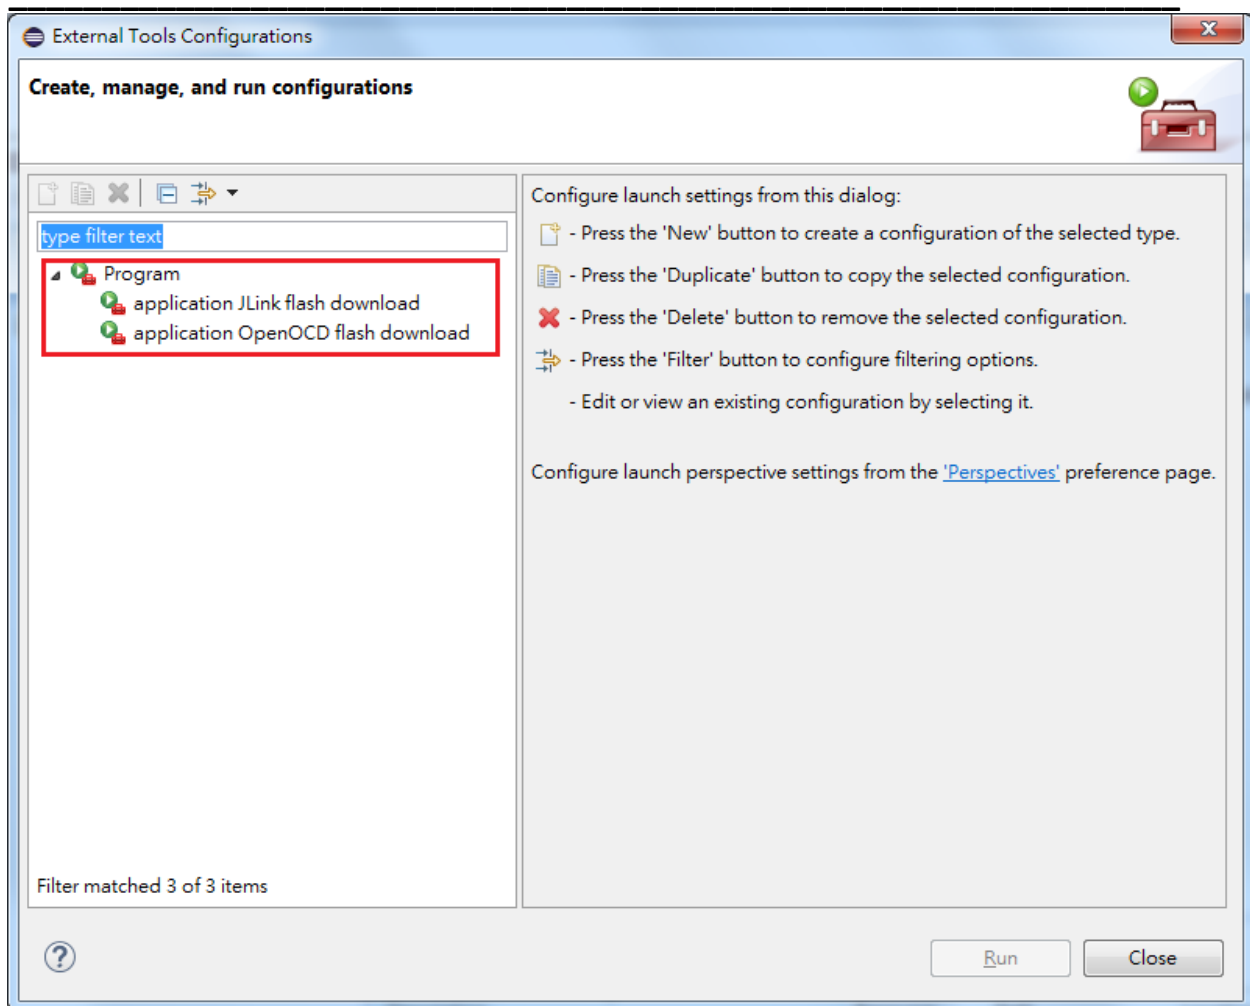 External Tools Configurations
Create, manage, and run configurations
type filter text
Program
application JLink flash download
application OpenOCD flash download
Filter matched 3 of 3 items
Configure launch settings from this dialog:
- Press the 'New' button to create a configuration of the selected type.
- Press the 'Duplicate' button to copy the selected configuration.
- Press the 'Delete' button to remove the selected configuration.
- Press the 'Filter' button to configure filtering options.
- Edit or view an existing configuration by selecting it.
Configure launch perspective settings from the 'Perspectives' preference page.
Run
Close